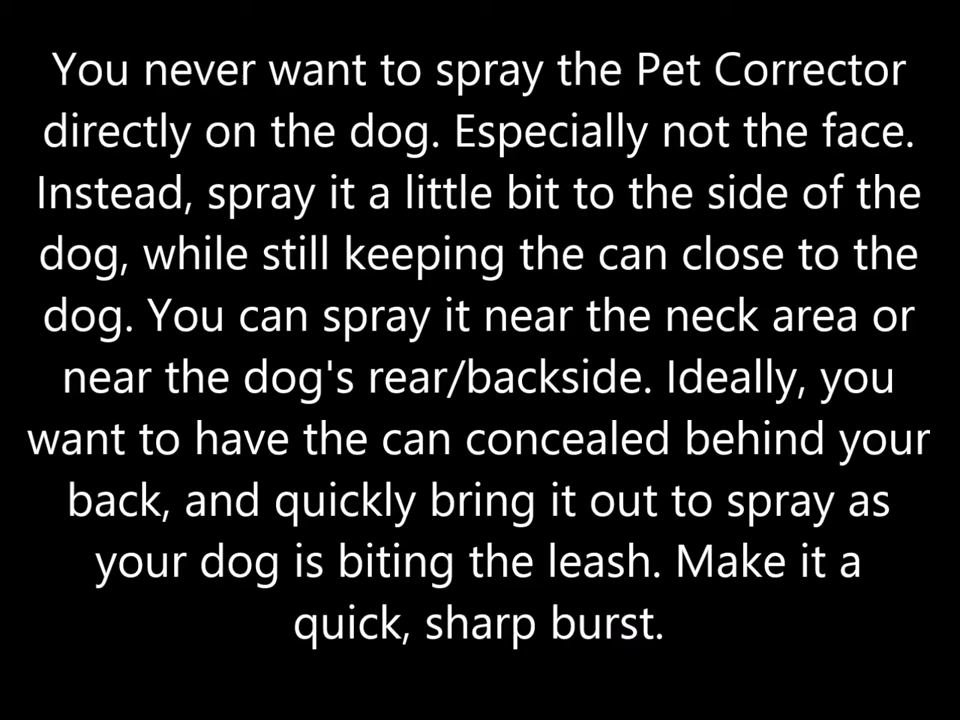 You never want to spray the Pet Corrector
directly on the dog. Especially not the face.
Instead, spray it a little bit to the side of the
dog, while still keeping the can close to the
dog. You can spray it near the neck area or
near the dog's rear/backside. Ideally, you
want to have the can concealed behind your
back, and quickly bring it out to spray as
your dog is biting the leash. Make it a
quick, sharp burst.